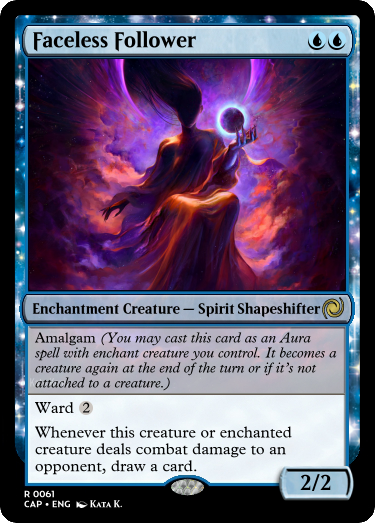 Faceless Follower
Enchantment Creature — Spirit Shapeshifter
Amalgam (You may cast this card as an Aura
spell with enchant creature you control. It becomes a
creature again at the end of the turn or if it's not
attached to a creature.)
Ward 2
Whenever this creature or enchanted
creature deals combat damage to an
opponent, draw a card.
2/2
R 0061
CAP • ENG Kata K.